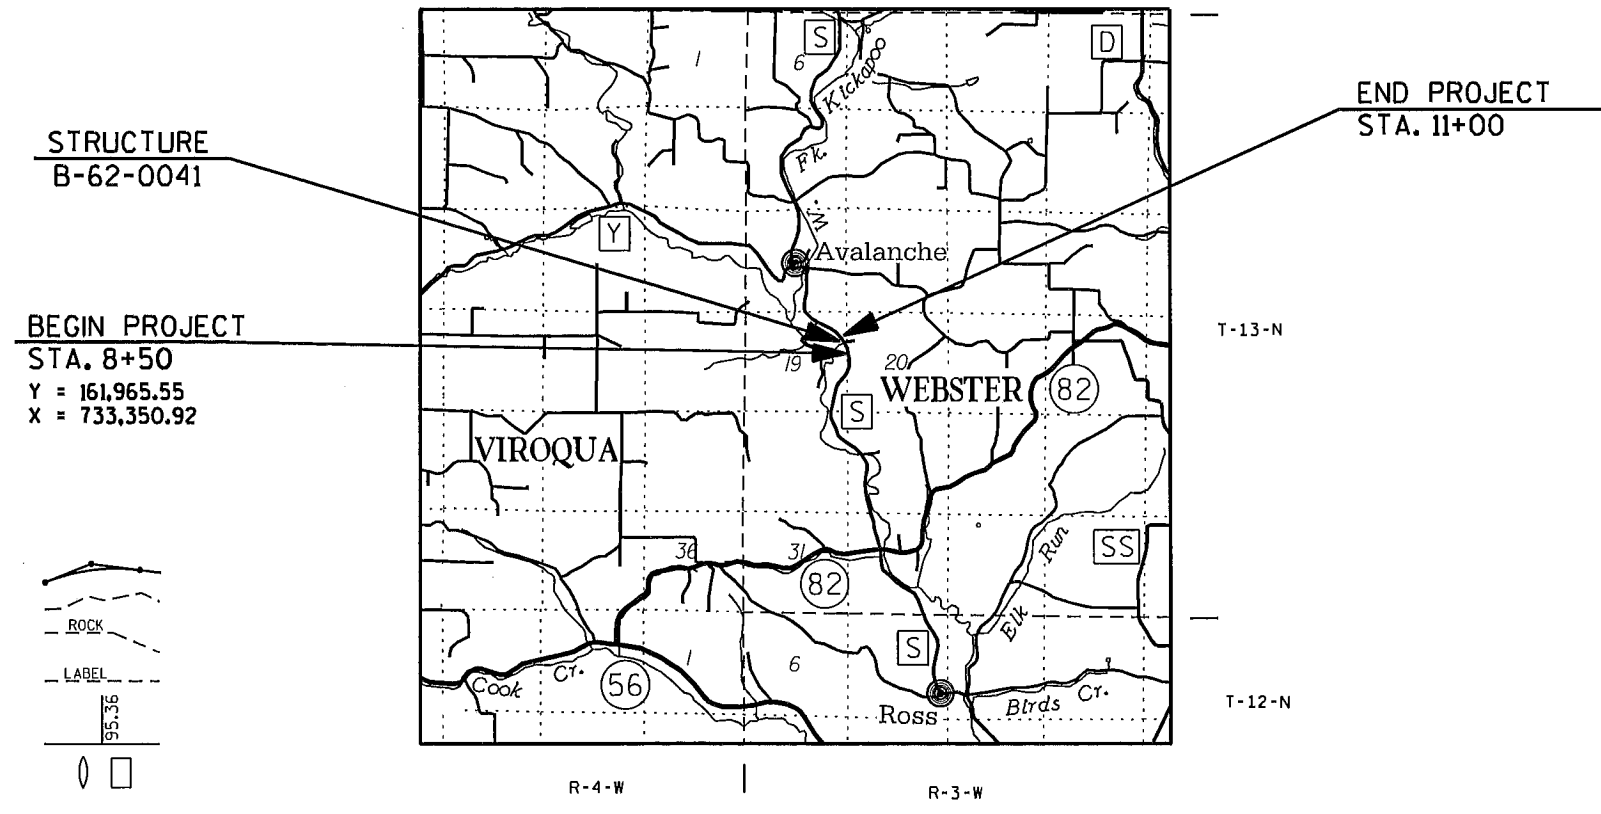 STRUCTURE
B-62-0041
END PROJECT
STA. 11+00
BEGIN PROJECT
STA. 8+50
Y = 161,965.55
X = 733,350.92
S
D
1
6
Kickapoo
Fk.
W.
Y
Avalanche
T-13-N
19
20
WEBSTER
82
S
VIROQUA
36
31
82
Run
SS
Elk
ROCK
LABEL
95.36
S
1
6
Cook
Cr.
56
Ross
Birds
Cr.
T-12-N
R-4-W
R-3-W